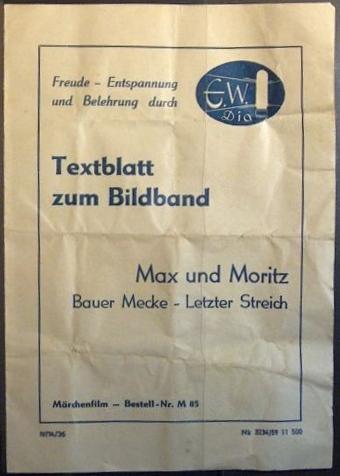 Freude - Entspannung
und Belehrung durch
E.W.
Dia
Textblatt
zum Bildband
Max und Moritz
Bauer Mecke - Letzter Streich
Märchenfilm — Bestell-Nr. M 85
Nk 3234/59 11 500